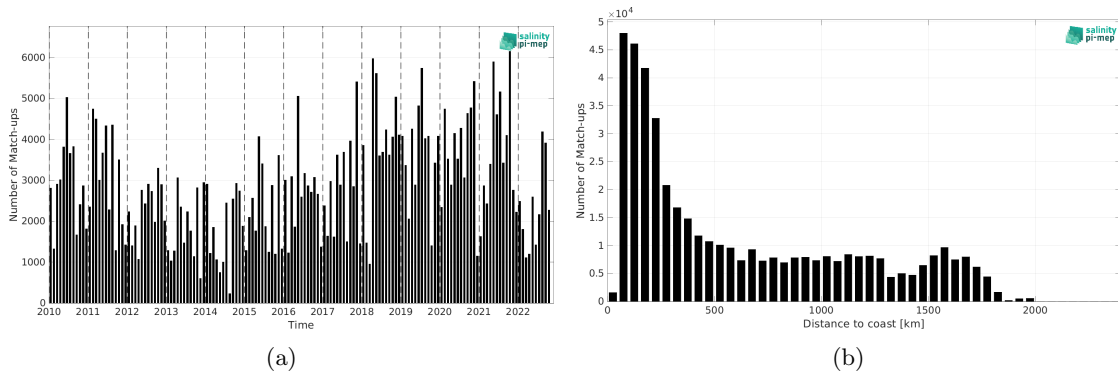 salinity
pi-mep
Number of Match-ups
6000
5000
4000
3000
2000
1000
0
2010 2011 2012 2013 2014 2015 2016 2017 2018 2019 2020 2021 2022
Time
(a)
×10⁴
salinity
pi-mep
Number of Match-ups
5
4.5
4
3.5
3
2.5
2
1.5
1
0.5
0
0 500 1000 1500 2000
Distance to coast [km]
(b)